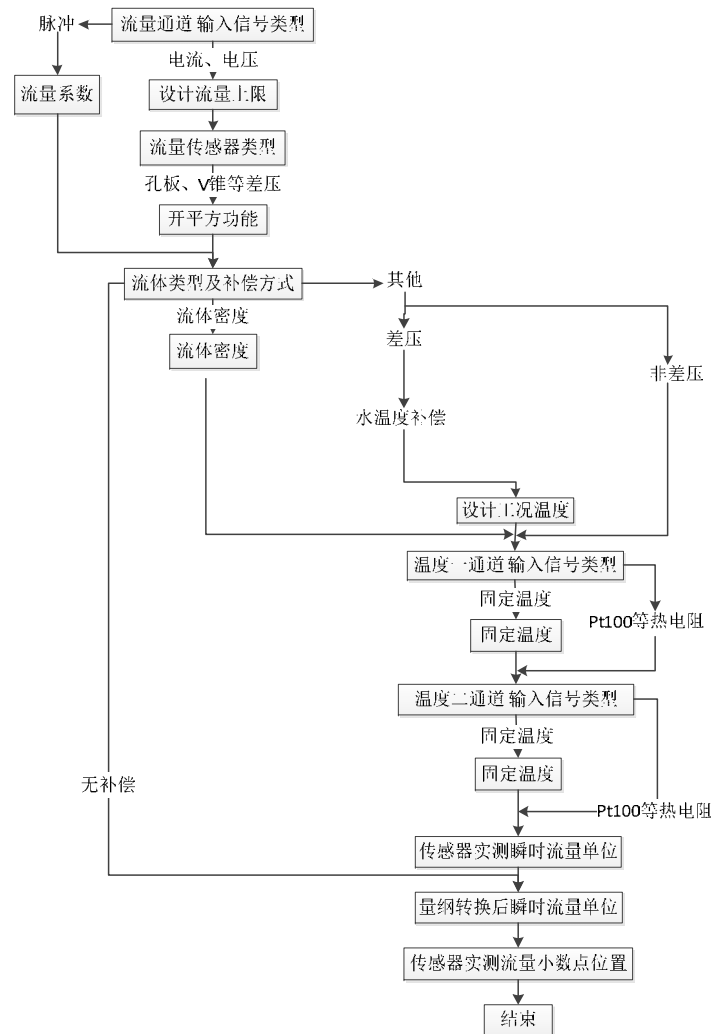 脉冲
流量通道 输入信号类型
电流、电压
流量系数
设计流量上限
流量传感器类型
孔板、V锥等差压
开平方功能
流体类型及补偿方式
其他
流体密度
流体密度
差压
非差压
水温度补偿
设计工况温度
温度一通道 输入信号类型
固定温度
固定温度
Pt100等热电阻
温度二通道 输入信号类型
固定温度
固定温度
无补偿
Pt100等热电阻
传感器实测瞬时流量单位
量纲转换后瞬时流量单位
传感器实测流量小数点位置
结束